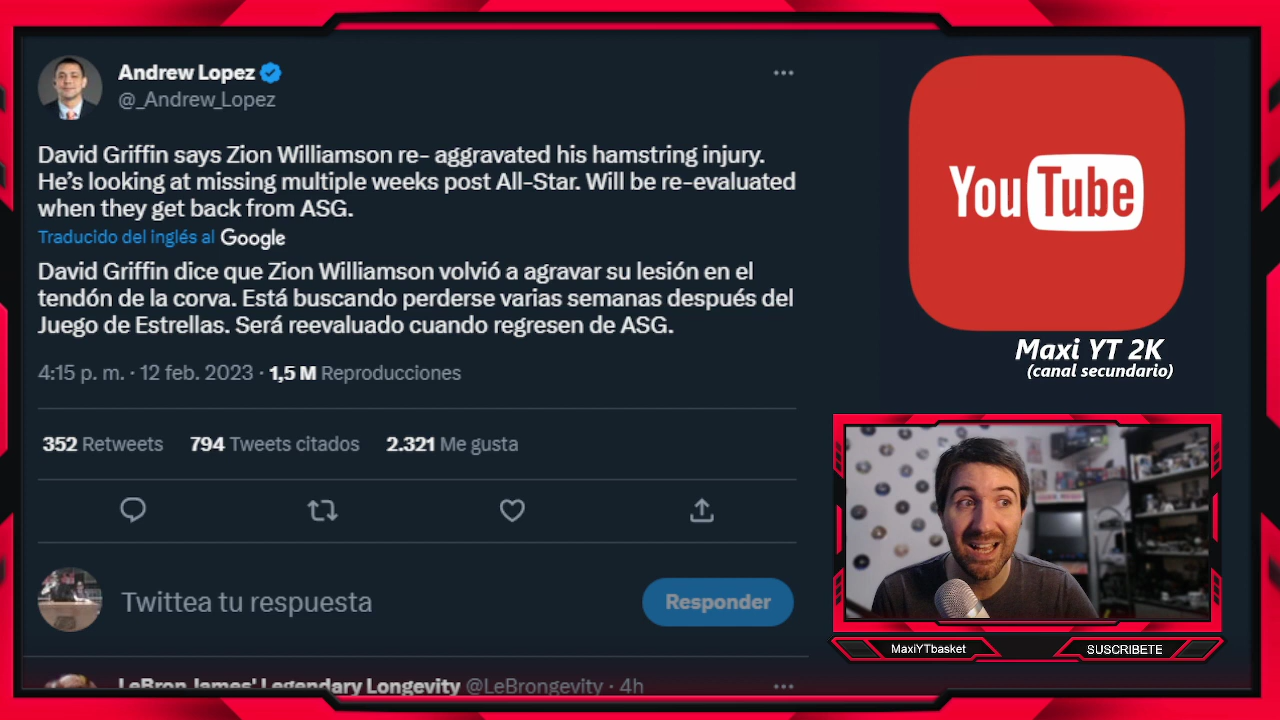 Andrew Lopez
@_Andrew_Lopez
David Griffin says Zion Williamson re- aggravated his hamstring injury.
He’s looking at missing multiple weeks post All-Star. Will be re-evaluated
when they get back from ASG.
Traducido del inglés al Google
David Griffin dice que Zion Williamson volvió a agravar su lesión en el
tendón de la corva. Está buscando perderse varias semanas después del
Juego de Estrellas. Será reevaluado cuando regresen de ASG.
4:15 p. m. · 12 feb. 2023 · 1,5 M Reproducciones
352 Retweets 794 Tweets citados 2.321 Me gusta
Twittea tu respuesta
Responder
LeBron James' Legendary Longevity @LeBrongevity · 4h
YouTube
Maxi YT 2K
(canal secundario)
MaxiYTbasket
SUSCRIBETE